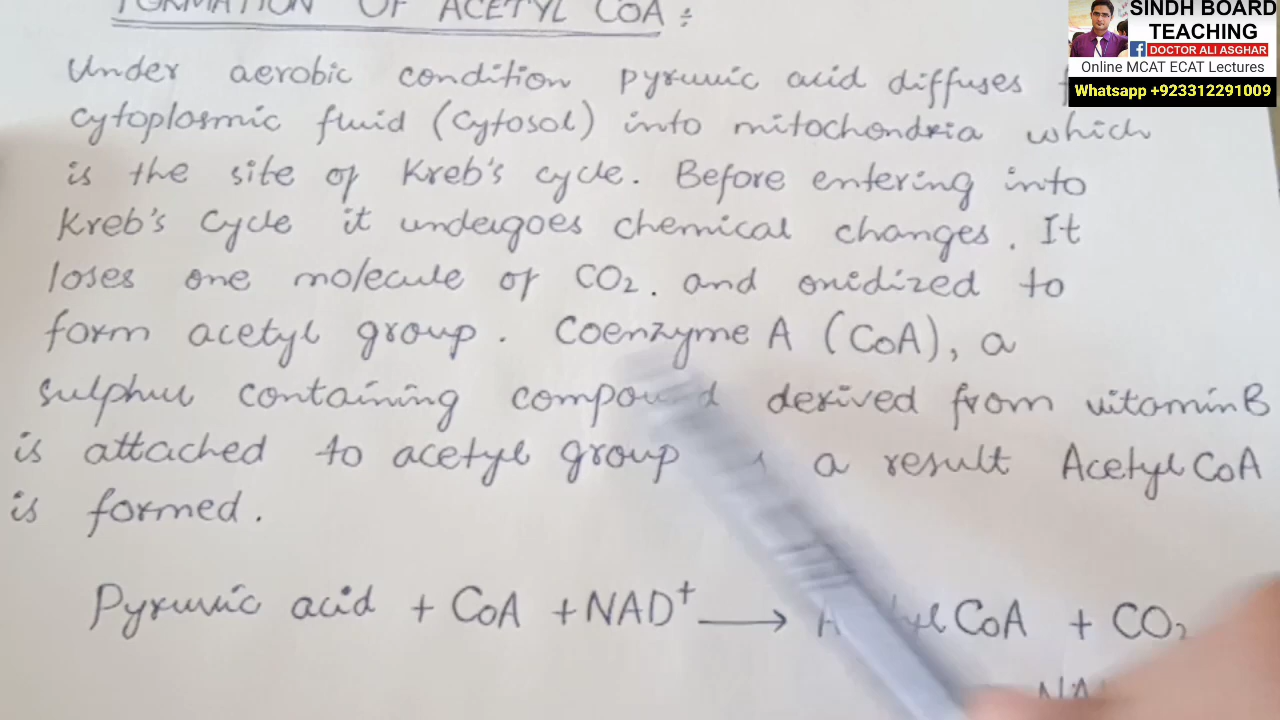 FORMATION OF ACETYL COA :
SINDH BOARD
TEACHING
DOCTOR ALI ASGHAR
Online MCAT ECAT Lectures
Whatsapp +923312291009
Under aerobic condition pyruvic acid diffuses
cytoplasmic fluid (Cytosol) into mitochondria which
is the site of Kreb's cycle. Before entering into
Kreb's Cycle it undergoes chemical changes. It
loses one molecule of CO2. and oxidized to
form acetyl group. Coenzyme A (CoA), a
sulphur containing compound derived from vitamin B
is attached to acetyl group a result Acetyl CoA
is formed.
Pyruvic acid + CoA + NAD+ → CoA + CO2